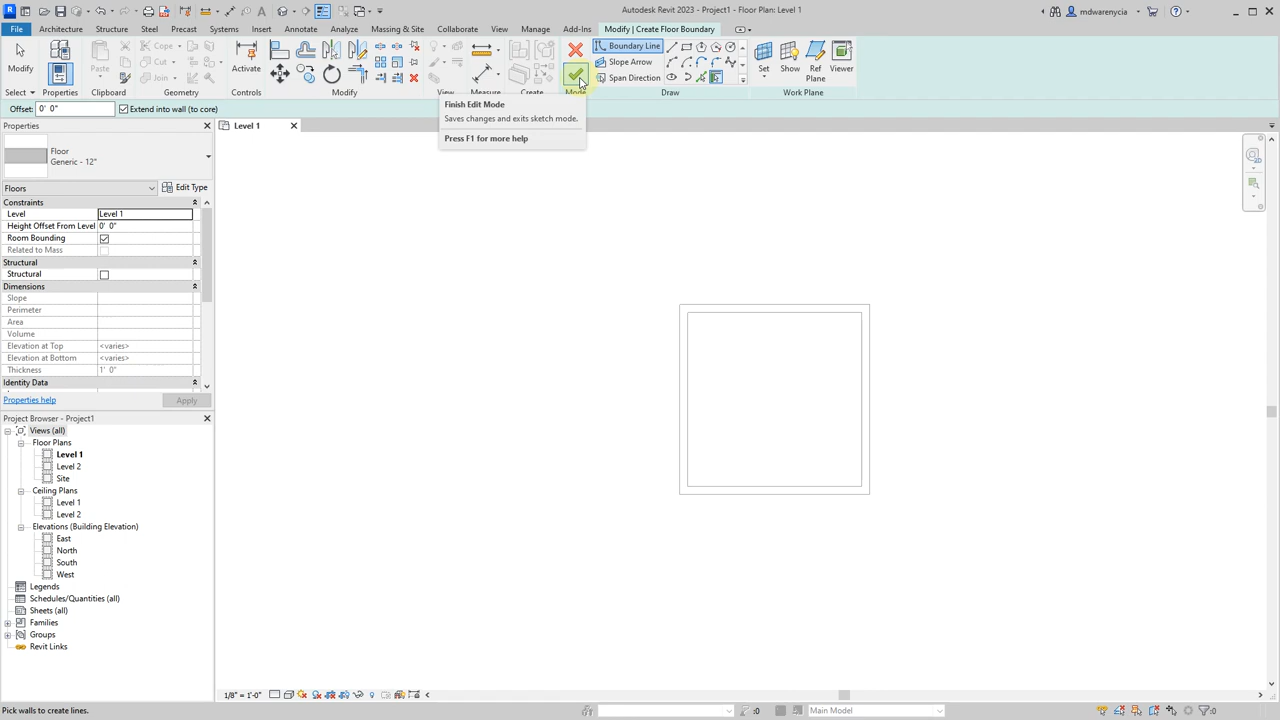 Autodesk Revit 2023 - Project1 - Floor Plan: Level 1
mdwarenycia
File
Architecture
Structure
Steel
Precast
Systems
Insert
Annotate
Analyze
Massing & Site
Collaborate
View
Manage
Add-Ins
Modify | Create Floor Boundary
Modify
Select
Properties
Paste
Clipboard
Cope
Cut
Join
Geometry
Activate
Controls
Modify
View
Measure
Create
Mode
Boundary Line
Slope Arrow
Span Direction
Draw
Set
Show
Ref
Plane
Viewer
Work Plane
Offset: 0' 0" Extend into wall (to core)
Finish Edit Mode
Saves changes and exits sketch mode.
Press F1 for more help
Properties
Level 1
Floor
Generic - 12"
Floors
Edit Type
Constraints
Level Level 1
Height Offset From Level 0' 0"
Room Bounding
Related to Mass
Structural
Structural
Dimensions
Slope
Perimeter
Area
Volume
Elevation at Top <varies>
Elevation at Bottom <varies>
Thickness 1' 0"
Identity Data
Properties help
Apply
Project Browser - Project1
Views (all)
Floor Plans
Level 1
Level 2
Site
Ceiling Plans
Level 1
Level 2
Elevations (Building Elevation)
East
North
South
West
Legends
Schedules/Quantities (all)
Sheets (all)
Families
Groups
Revit Links
1/8" = 1'-0"
Pick walls to create lines.
:0
Main Model
:0